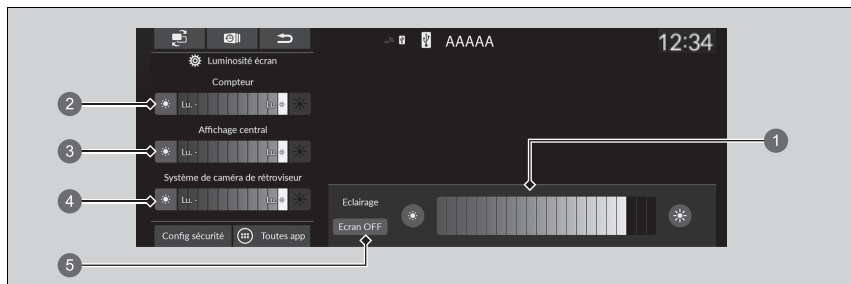 AAAAA
12:34
Luminosité écran
Compteur
Lu. - Lu. +
Affichage central
Lu. - Lu. +
Système de caméra de rétroviseur
Lu. - Lu. +
Config sécurité
Toutes app
Eclairage
Ecran OFF
1
2
3
4
5